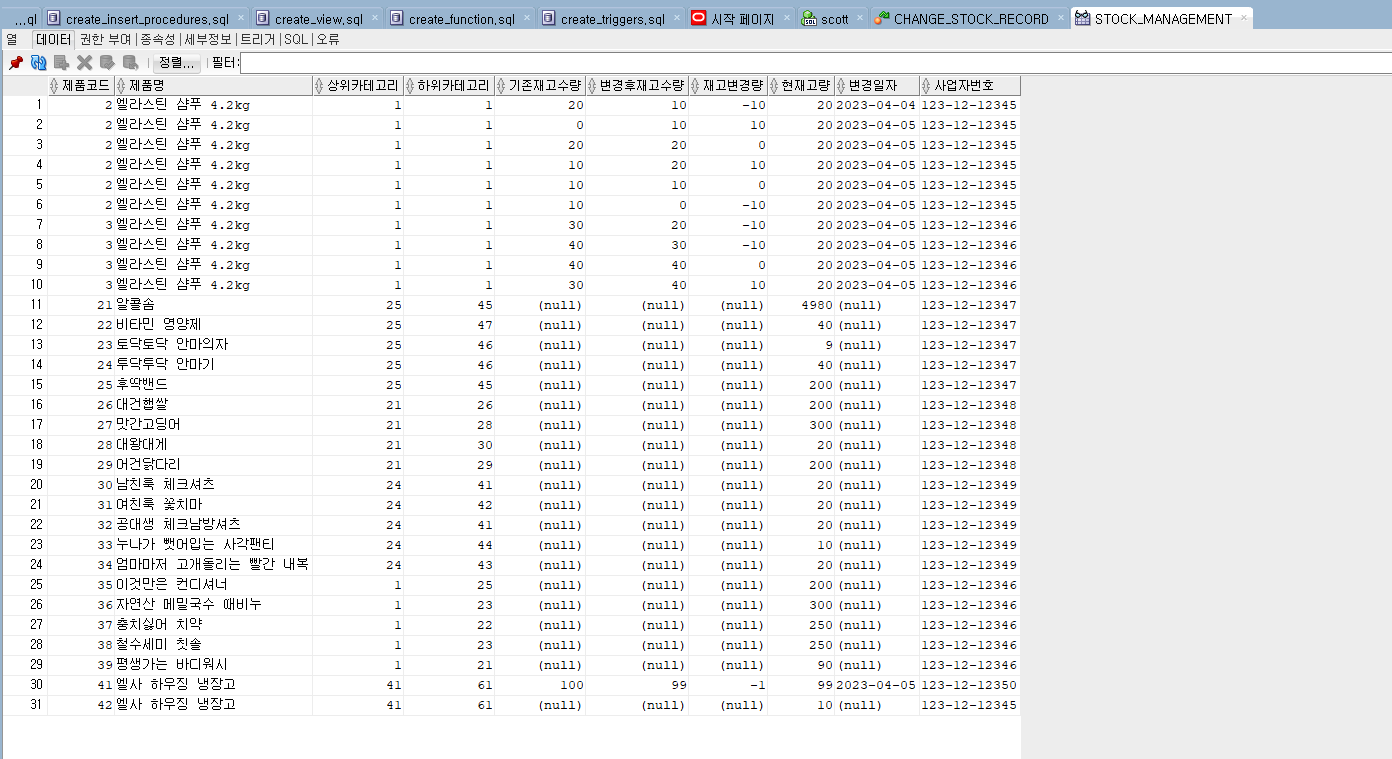 ...ql create_insert_procedures.sql create_view.sql create_function.sql create_triggers.sql 시작 페이지 scott CHANGE_STOCK_RECORD STOCK_MANAGEMENT
열 데이터 권한 부여 종속성 세부정보 트리거 SQL 오류
정렬... 필터:
제품코드 제품명 상위카테고리 하위카테고리 기존재고수량 변경후재고수량 재고변경량 현재고량 변경일자 사업자번호
1 2 엘라스틴 샴푸 4.2kg 1 1 20 10 -10 20 2023-04-04 123-12-12345
2 2 엘라스틴 샴푸 4.2kg 1 1 0 10 10 20 2023-04-05 123-12-12345
3 2 엘라스틴 샴푸 4.2kg 1 1 20 20 0 20 2023-04-05 123-12-12345
4 2 엘라스틴 샴푸 4.2kg 1 1 10 20 10 20 2023-04-05 123-12-12345
5 2 엘라스틴 샴푸 4.2kg 1 1 10 10 0 20 2023-04-05 123-12-12345
6 2 엘라스틴 샴푸 4.2kg 1 1 10 0 -10 20 2023-04-05 123-12-12345
7 3 엘라스틴 샴푸 4.2kg 1 1 30 20 -10 20 2023-04-05 123-12-12346
8 3 엘라스틴 샴푸 4.2kg 1 1 40 30 -10 20 2023-04-05 123-12-12346
9 3 엘라스틴 샴푸 4.2kg 1 1 40 40 0 20 2023-04-05 123-12-12346
10 3 엘라스틴 샴푸 4.2kg 1 1 30 40 10 20 2023-04-05 123-12-12346
11 21 알콜솜 25 45 (null) (null) (null) 4980 (null) 123-12-12347
12 22 비타민 영양제 25 47 (null) (null) (null) 40 (null) 123-12-12347
13 23 토닥토닥 안마의자 25 46 (null) (null) (null) 9 (null) 123-12-12347
14 24 투닥투닥 안마기 25 46 (null) (null) (null) 40 (null) 123-12-12347
15 25 후딱밴드 25 45 (null) (null) (null) 200 (null) 123-12-12347
16 26 대건햅쌀 21 26 (null) (null) (null) 200 (null) 123-12-12348
17 27 맛간고딩어 21 28 (null) (null) (null) 300 (null) 123-12-12348
18 28 대왕대게 21 30 (null) (null) (null) 20 (null) 123-12-12348
19 29 어건닭다리 21 29 (null) (null) (null) 200 (null) 123-12-12348
20 30 남친룩 체크셔츠 24 41 (null) (null) (null) 20 (null) 123-12-12349
21 31 여친룩 꽃치마 24 42 (null) (null) (null) 20 (null) 123-12-12349
22 32 공대생 체크남방셔츠 24 41 (null) (null) (null) 20 (null) 123-12-12349
23 33 누나가 뺏어입는 사각팬티 24 44 (null) (null) (null) 10 (null) 123-12-12349
24 34 엄마마저 고개돌리는 빨간 내복 24 43 (null) (null) (null) 20 (null) 123-12-12349
25 35 이것만은 컨디셔너 1 25 (null) (null) (null) 200 (null) 123-12-12346
26 36 자연산 메밀국수 때비누 1 23 (null) (null) (null) 300 (null) 123-12-12346
27 37 충치싫어 치약 1 22 (null) (null) (null) 250 (null) 123-12-12346
28 38 철수세미 칫솔 1 23 (null) (null) (null) 250 (null) 123-12-12346
29 39 평생가는 바디워시 1 21 (null) (null) (null) 90 (null) 123-12-12346
30 41 엘사 하우징 냉장고 41 61 100 99 -1 99 2023-04-05 123-12-12350
31 42 엘사 하우징 냉장고 41 61 (null) (null) (null) 10 (null) 123-12-12345